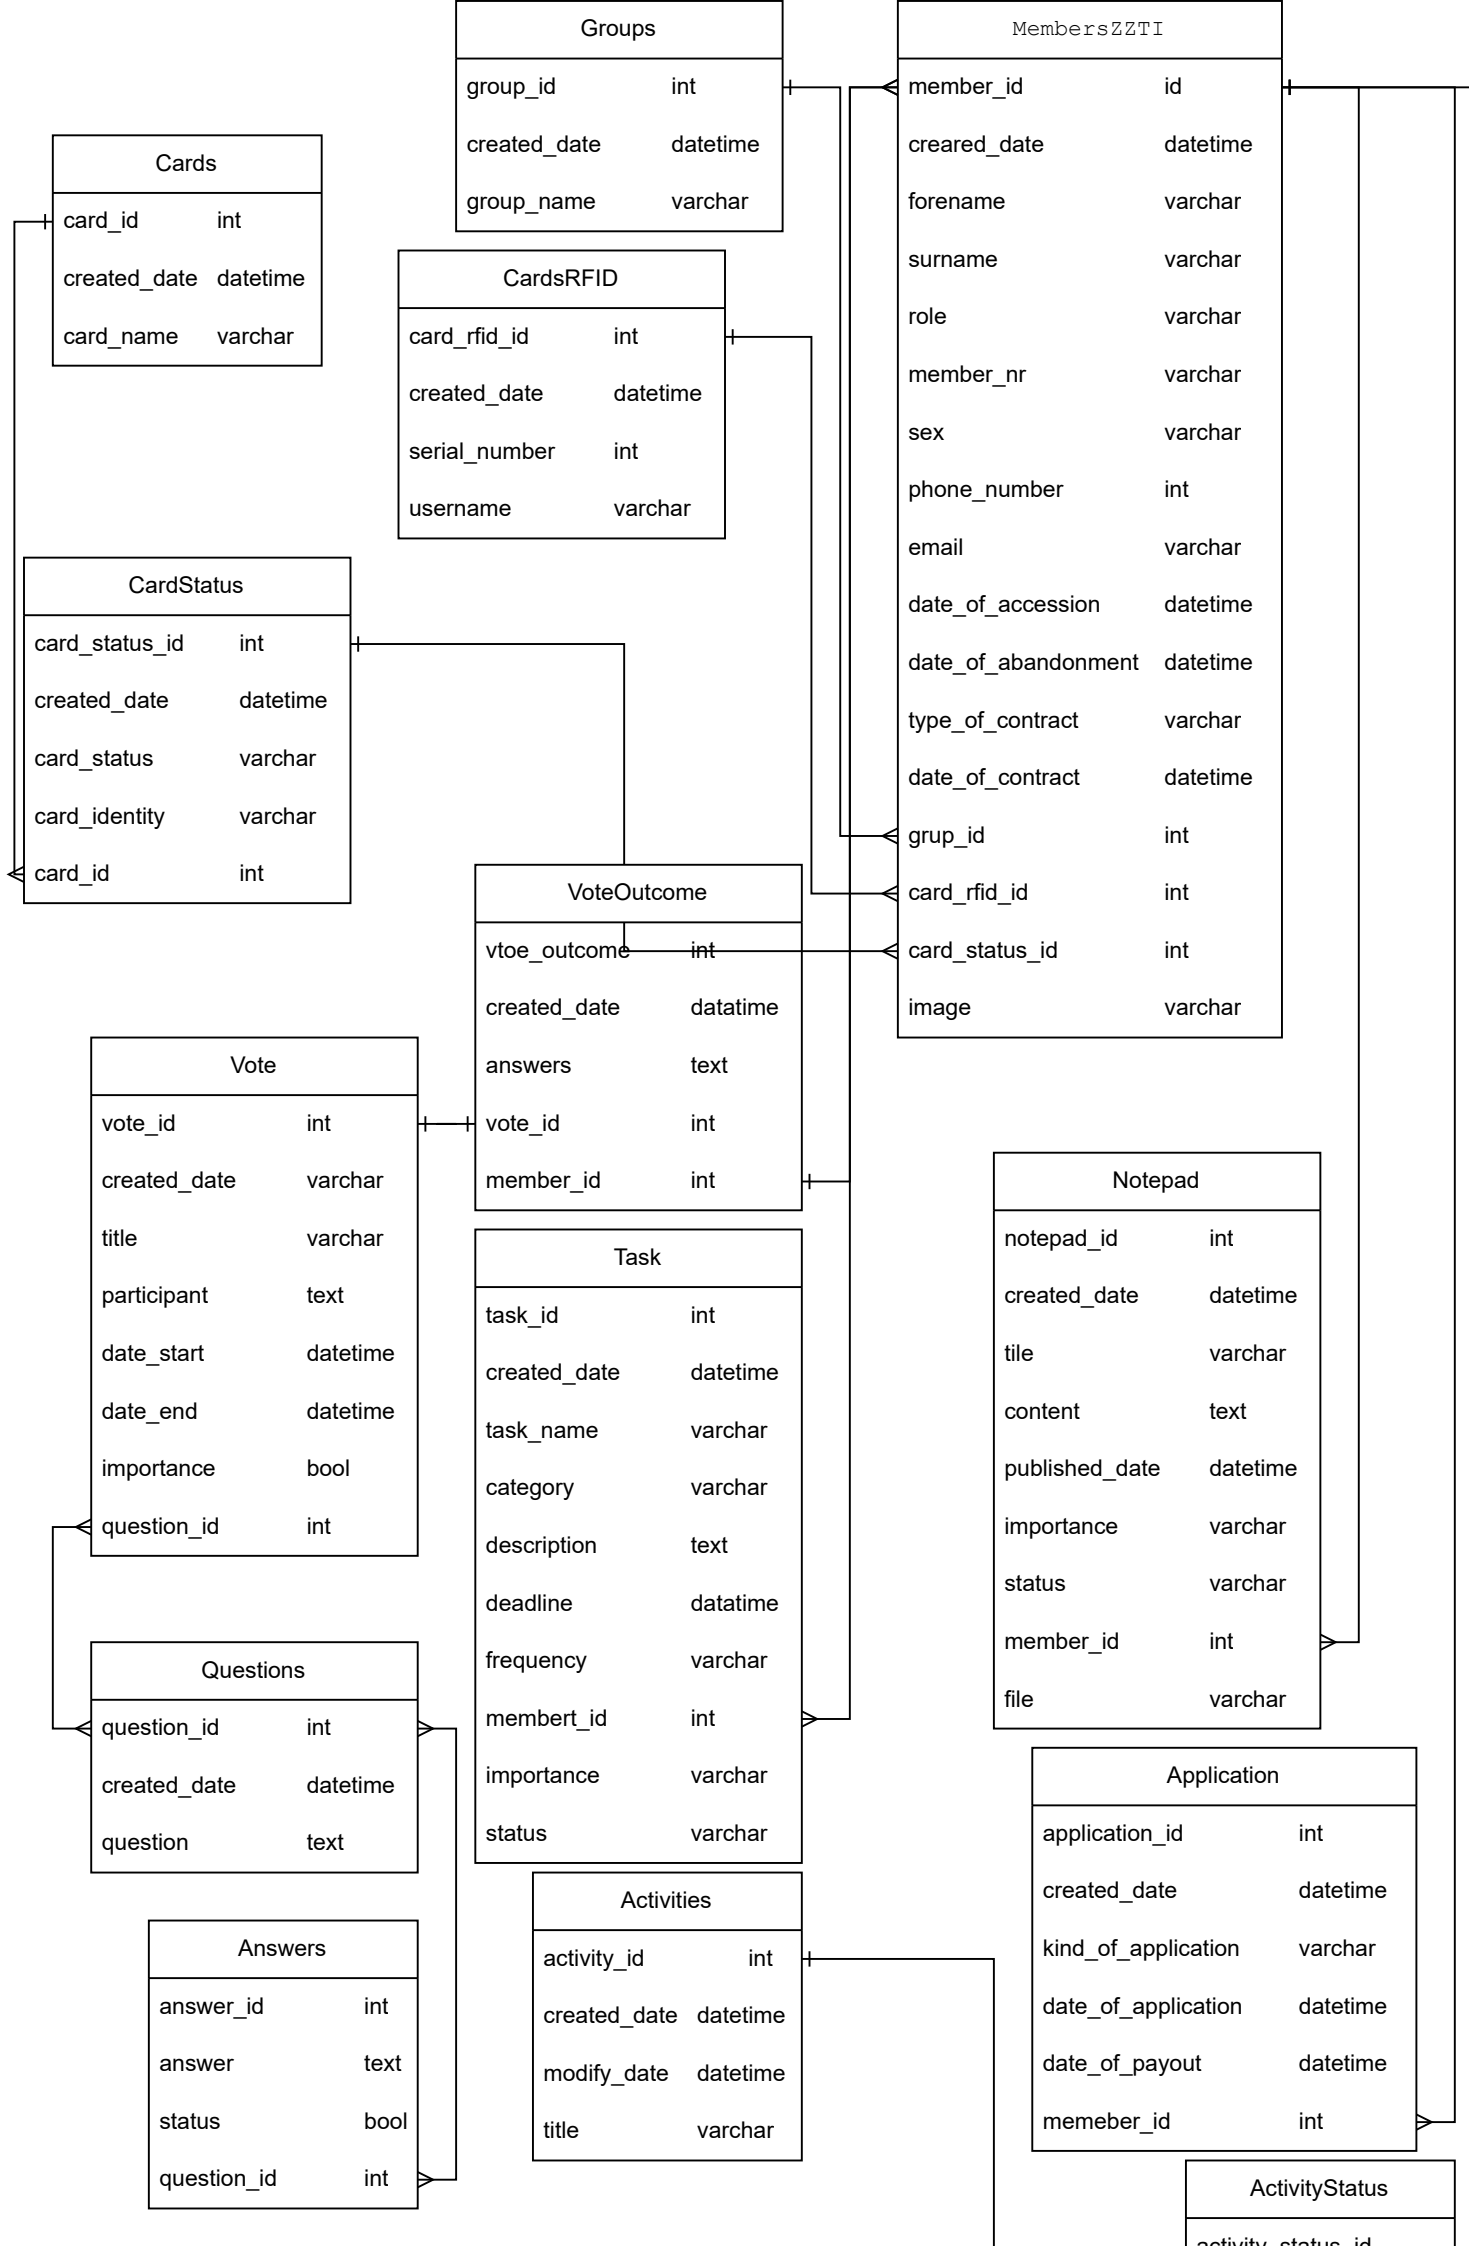 Groups
group_id int
created_date datetime
group_name varchar
MembersZZTI
member_id id
creared_date datetime
forename varchar
surname varchar
role varchar
member_nr varchar
sex varchar
phone_number int
email varchar
date_of_accession datetime
date_of_abandonment datetime
type_of_contract varchar
date_of_contract datetime
grup_id int
card_rfid_id int
card_status_id int
image varchar
Cards
card_id int
created_date datetime
card_name varchar
CardsRFID
card_rfid_id int
created_date datetime
serial_number int
username varchar
CardStatus
card_status_id int
created_date datetime
card_status varchar
card_identity varchar
card_id int
VoteOutcome
vtoe_outcome int
created_date datatime
answers text
vote_id int
member_id int
Vote
vote_id int
created_date varchar
title varchar
participant text
date_start datetime
date_end datetime
importance bool
question_id int
Task
task_id int
created_date datetime
task_name varchar
category varchar
description text
deadline datatime
frequency varchar
membert_id int
importance varchar
status varchar
Notepad
notepad_id int
created_date datetime
tile varchar
content text
published_date datetime
importance varchar
status varchar
member_id int
file varchar
Questions
question_id int
created_date datetime
question text
Application
application_id int
created_date datetime
kind_of_application varchar
date_of_application datetime
date_of_payout datetime
memeber_id int
Activities
activity_id int
created_date datetime
modify_date datetime
title varchar
Answers
answer_id int
answer text
status bool
question_id int
ActivityStatus
activity_status_id